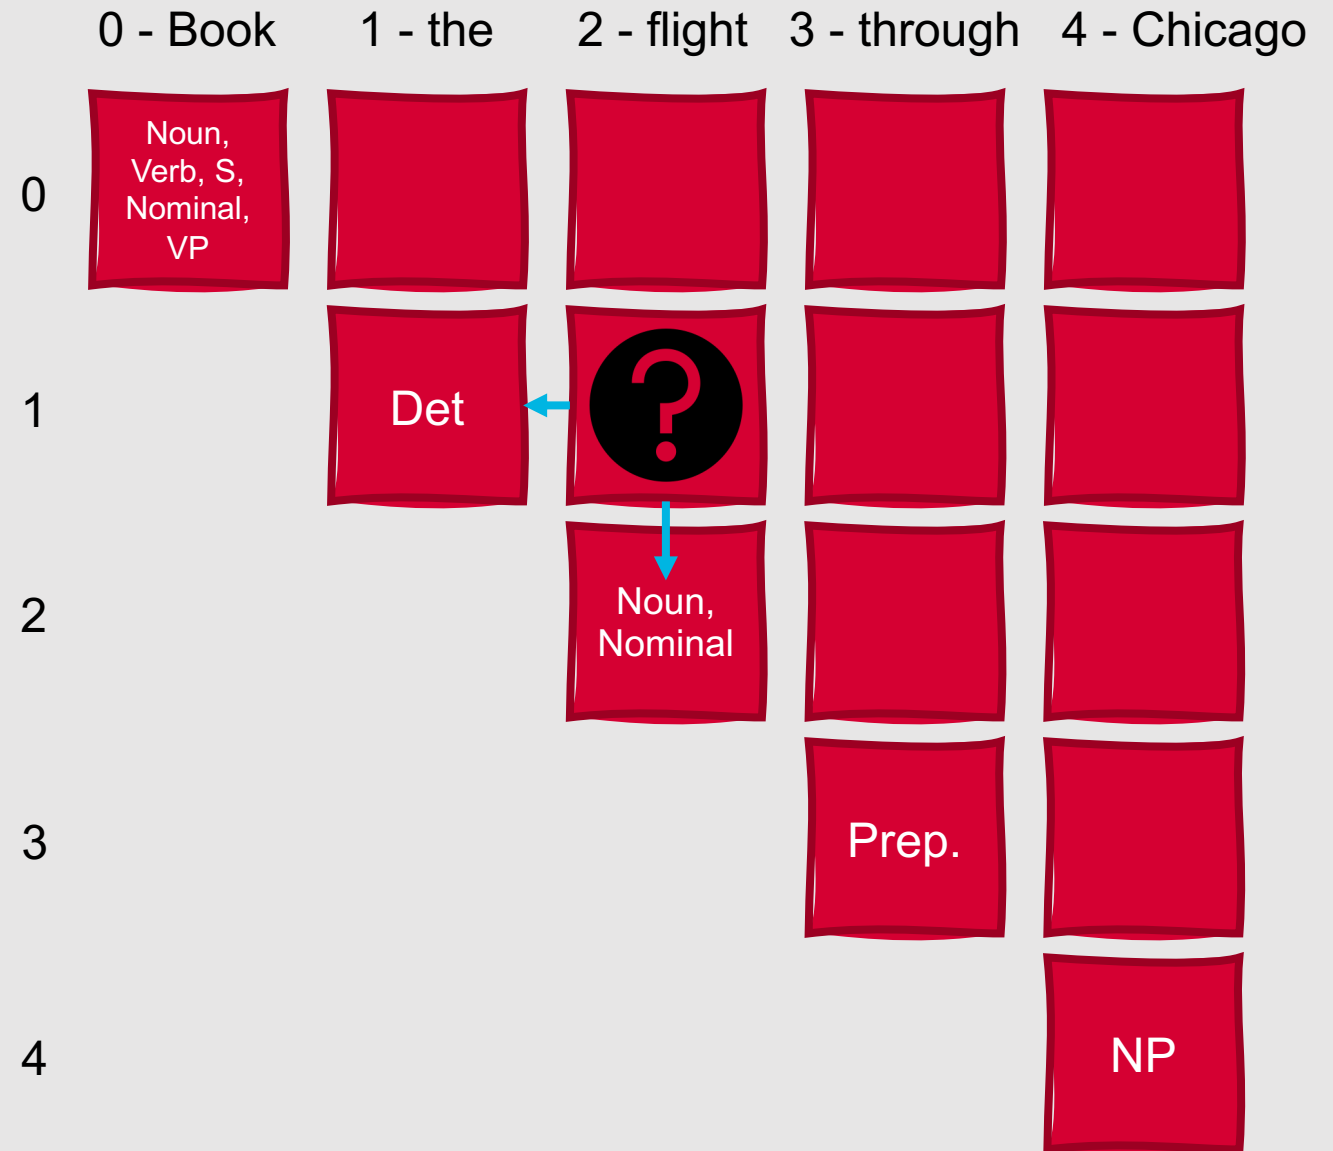 0 - Book 1 - the 2 - flight 3 - through 4 - Chicago
0
Noun,
Verb, S,
Nominal,
VP
1
Det
?
2
Noun,
Nominal
3
Prep.
4
NP